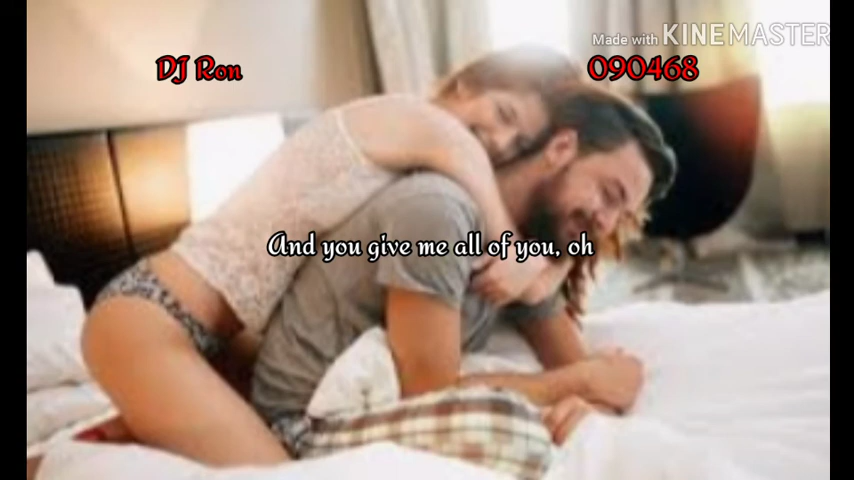 Made with KINEMASTER
DJ Ron 090468
And you give me all of you, oh